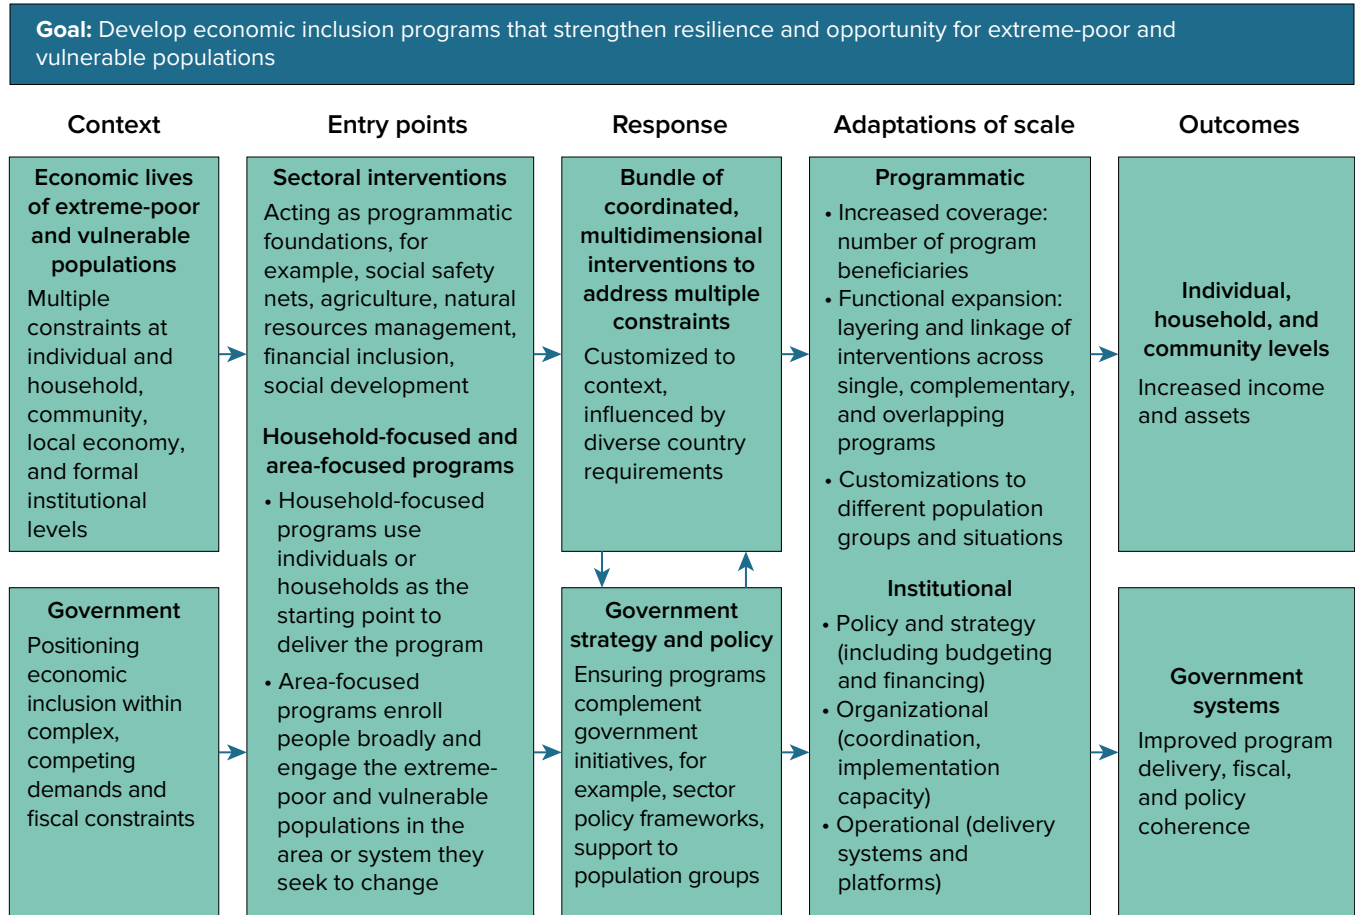 Goal: Develop economic inclusion programs that strengthen resilience and opportunity for extreme-poor and
vulnerable populations
Context
Entry points
Response
Adaptations of scale
Outcomes
Economic lives
of extreme-poor
and vulnerable
populations
Multiple
constraints at
individual and
household,
community,
local economy,
and formal
institutional
levels
Government
Positioning
economic
inclusion within
complex,
competing
demands and
fiscal constraints
Sectoral interventions
Acting as programmatic
foundations, for
example, social safety
nets, agriculture, natural
resources management,
financial inclusion,
social development
Household-focused and
area-focused programs
• Household-focused
programs use
individuals or
households as the
starting point to
deliver the program
• Area-focused
programs enroll
people broadly and
engage the extreme-
poor and vulnerable
populations in the
area or system they
seek to change
Bundle of
coordinated,
multidimensional
interventions to
address multiple
constraints
Customized to
context,
influenced by
diverse country
requirements
Government
strategy and policy
Ensuring programs
complement
government
initiatives, for
example, sector
policy frameworks,
support to
population groups
Programmatic
• Increased coverage:
number of program
beneficiaries
• Functional expansion:
layering and linkage of
interventions across
single, complementary,
and overlapping
programs
• Customizations to
different population
groups and situations
Institutional
• Policy and strategy
(including budgeting
and financing)
• Organizational
(coordination,
implementation
capacity)
• Operational (delivery
systems and
platforms)
Individual,
household, and
community levels
Increased income
and assets
Government
systems
Improved program
delivery, fiscal,
and policy
coherence